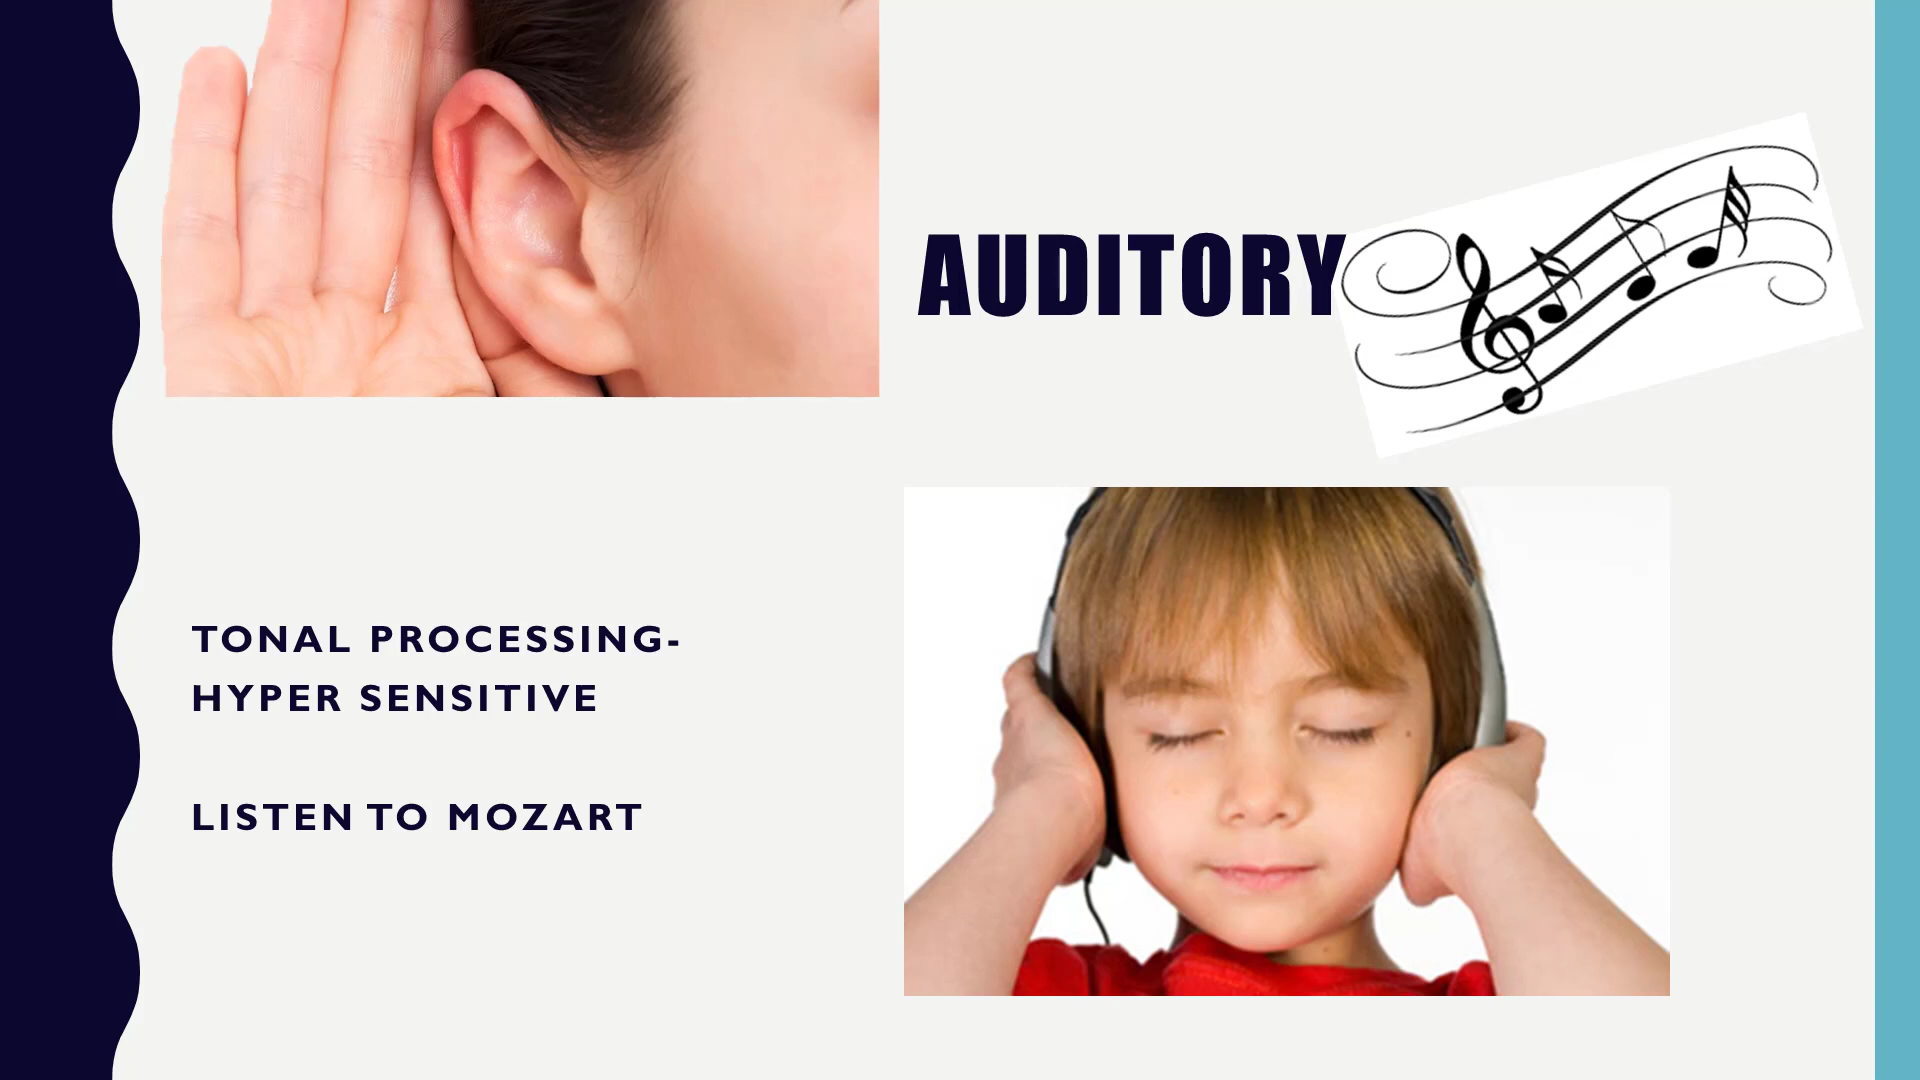 AUDITORY
TONAL PROCESSING-
HYPER SENSITIVE
LISTEN TO MOZART